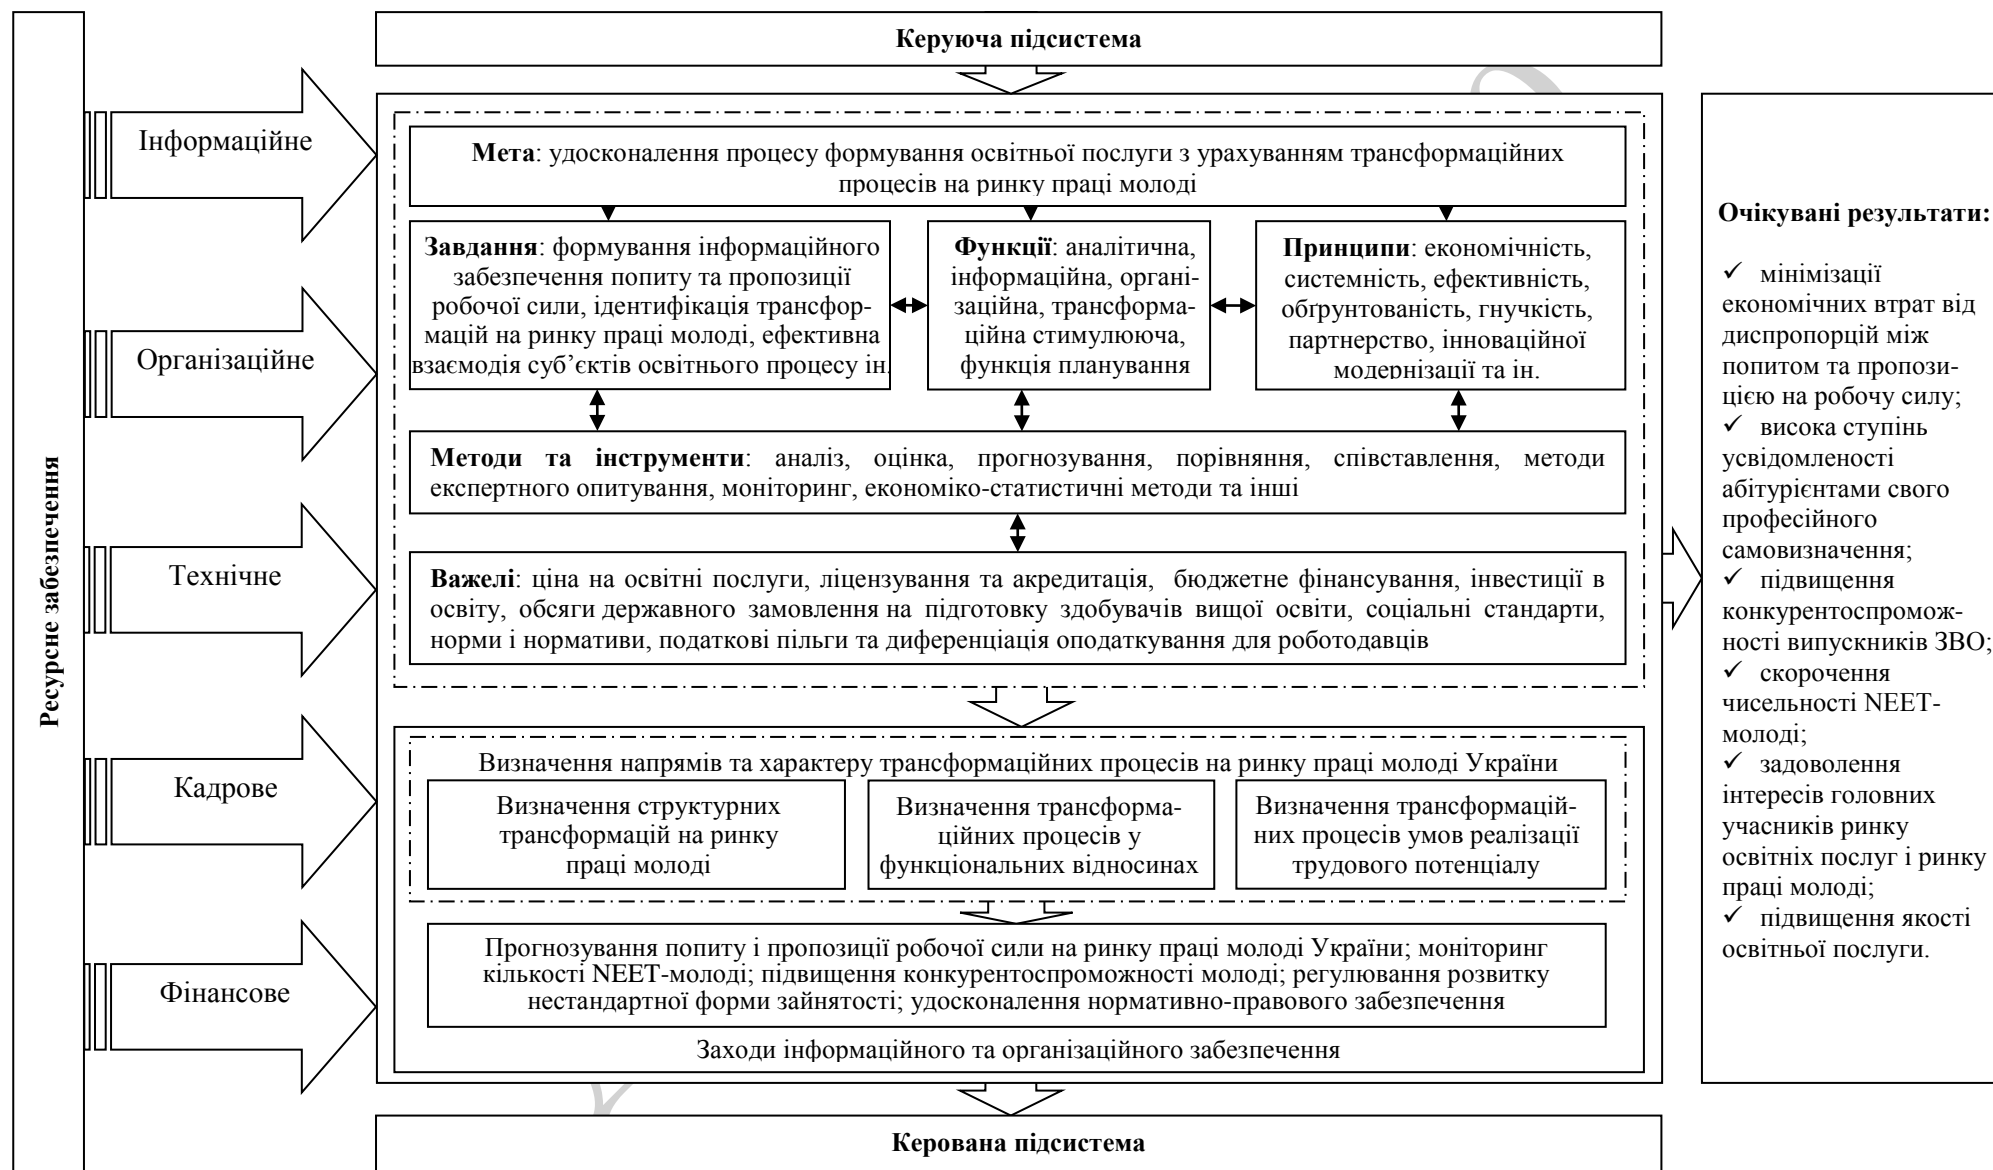 Керуюча підсистема
Ресурсне забезпечення
Інформаційне
Організаційне
Технічне
Кадрове
Фінансове
Мета: удосконалення процесу формування освітньої послуги з урахуванням трансформаційних
процесів на ринку праці молоді
Завдання: формування інформаційного
забезпечення попиту та пропозиції
робочої сили, ідентифікація трансфор-
мацій на ринку праці молоді, ефективна
взаємодія суб’єктів освітнього процесу ін.
Функції: аналітична,
інформаційна, органі-
заційна, трансформа-
ційна стимулююча,
функція планування
Принципи: економічність,
системність, ефективність,
обґрунтованість, гнучкість,
партнерство, інноваційної
модернізації та ін.
Методи та інструменти: аналіз, оцінка, прогнозування, порівняння, співставлення, методи
експертного опитування, моніторинг, економіко-статистичні методи та інші
Важелі: ціна на освітні послуги, ліцензування та акредитація, бюджетне фінансування, інвестиції в
освіту, обсяги державного замовлення на підготовку здобувачів вищої освіти, соціальні стандарти,
норми і нормативи, податкові пільги та диференціація оподаткування для роботодавців
Визначення напрямів та характеру трансформаційних процесів на ринку праці молоді України
Визначення структурних
трансформацій на ринку
праці молоді
Визначення трансформа-
ційних процесів у
функціональних відносинах
Визначення трансформацій-
них процесів умов реалізації
трудового потенціалу
Прогнозування попиту і пропозиції робочої сили на ринку праці молоді України; моніторинг
кількості NEET-молоді; підвищення конкурентоспроможності молоді; регулювання розвитку
нестандартної форми зайнятості; удосконалення нормативно-правового забезпечення
Заходи інформаційного та організаційного забезпечення
Керована підсистема
Очікувані результати:
✓ мінімізації
економічних втрат від
диспропорцій між
попитом та пропози-
цією на робочу силу;
✓ висока ступінь
усвідомленості
абітурієнтами свого
професійного
самовизначення;
✓ підвищення
конкурентоспромож-
ності випускників ЗВО;
✓ скорочення
чисельності NEET-
молоді;
✓ задоволення
інтересів головних
учасників ринку
освітніх послуг і ринку
праці молоді;
✓ підвищення якості
освітньої послуги.